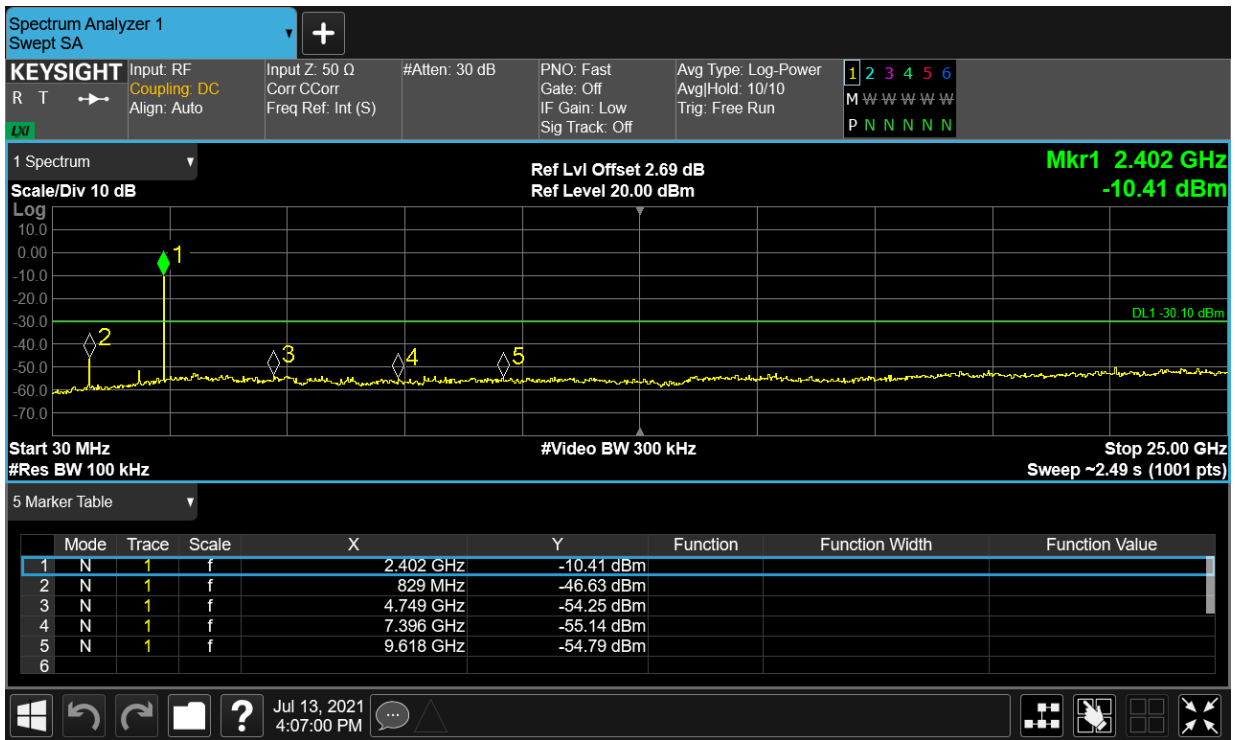 Spectrum Analyzer 1
Swept SA
KEYSIGHT
R T
LXI
Input: RF
Coupling: DC
Align: Auto
Input Z: 50 Ω
Corr CCorr
Freq Ref: Int (S)
#Atten: 30 dB
PNO: Fast
Gate: Off
IF Gain: Low
Sig Track: Off
Avg Type: Log-Power
Avg|Hold: 10/10
Trig: Free Run
1 2 3 4 5 6
M W W W W W
P N N N N N
1 Spectrum
Scale/Div 10 dB
Ref Lvl Offset 2.69 dB
Ref Level 20.00 dBm
Mkr1 2.402 GHz
-10.41 dBm
Log
10.0
0.00
-10.0
-20.0
-30.0
-40.0
-50.0
-60.0
-70.0
1
2
3
4
5
DL1 -30.10 dBm
Start 30 MHz
#Res BW 100 kHz
#Video BW 300 kHz
Stop 25.00 GHz
Sweep ~2.49 s (1001 pts)
5 Marker Table
Mode Trace Scale X Y Function Function Width Function Value
1 N 1 f 2.402 GHz -10.41 dBm
2 N 1 f 829 MHz -46.63 dBm
3 N 1 f 4.749 GHz -54.25 dBm
4 N 1 f 7.396 GHz -55.14 dBm
5 N 1 f 9.618 GHz -54.79 dBm
6
?
Jul 13, 2021
4:07:00 PM